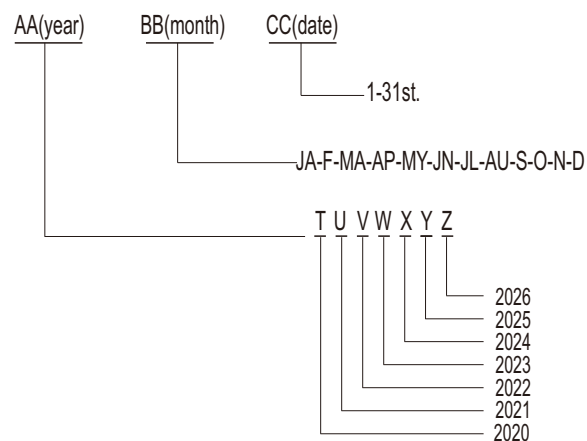 AA(year) BB(month) CC(date)
1-31st.
JA-F-MA-AP-MY-JN-JL-AU-S-O-N-D
T U V W X Y Z
2026
2025
2024
2023
2022
2021
2020